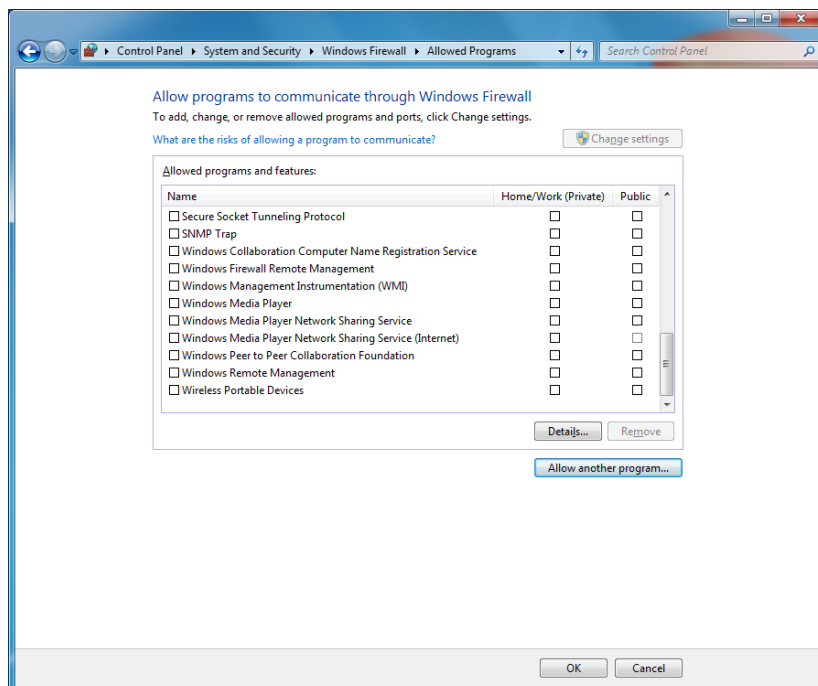 Control Panel ▸ System and Security ▸ Windows Firewall ▸ Allowed Programs
Search Control Panel
Allow programs to communicate through Windows Firewall
To add, change, or remove allowed programs and ports, click Change settings.
What are the risks of allowing a program to communicate?
Change settings
Allowed programs and features:
Name Home/Work (Private) Public
Secure Socket Tunneling Protocol
SNMP Trap
Windows Collaboration Computer Name Registration Service
Windows Firewall Remote Management
Windows Management Instrumentation (WMI)
Windows Media Player
Windows Media Player Network Sharing Service
Windows Media Player Network Sharing Service (Internet)
Windows Peer to Peer Collaboration Foundation
Windows Remote Management
Wireless Portable Devices
Details... Remove
Allow another program...
OK Cancel